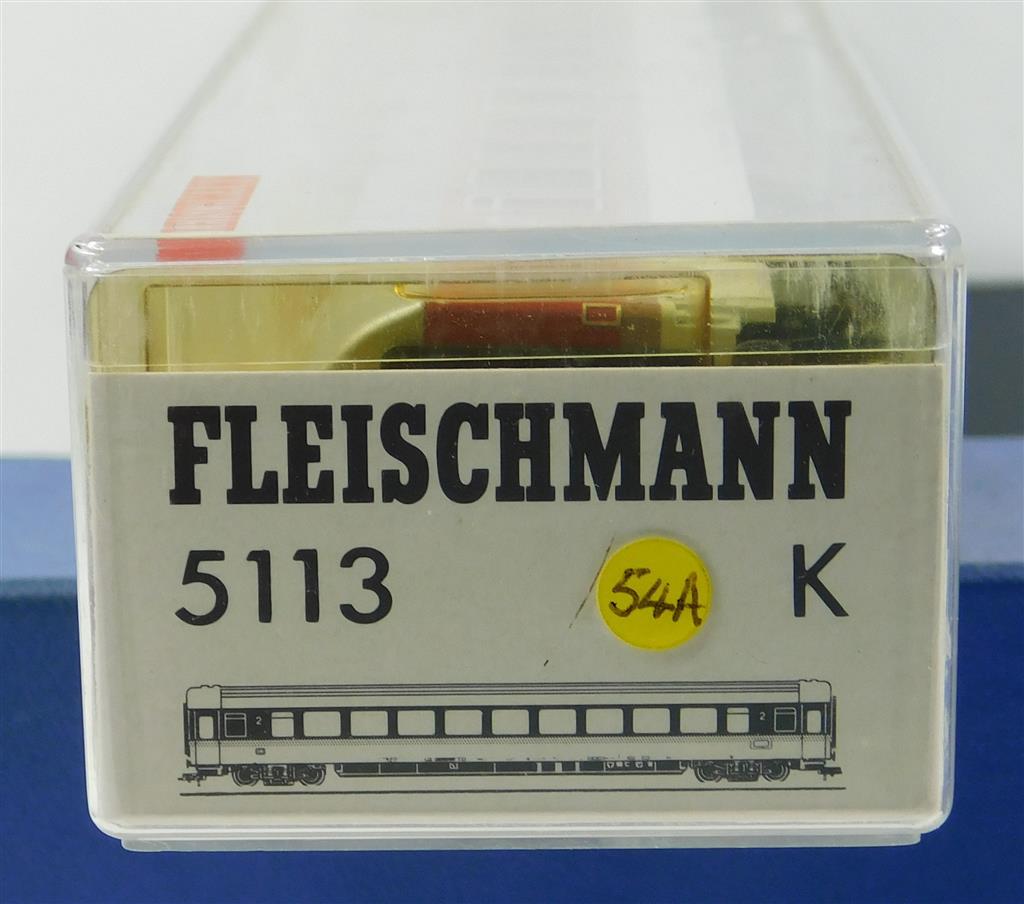 FLEISCHMANN
5113 54A K
2 2